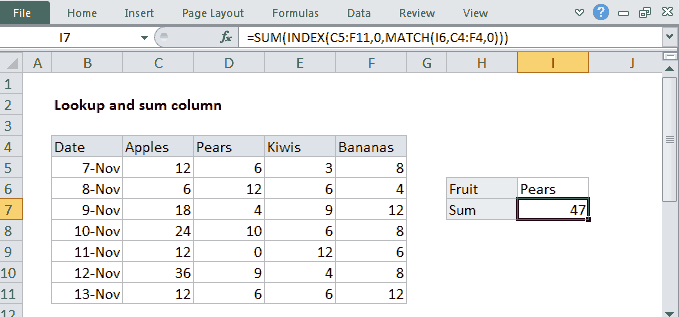 File Home Insert Page Layout Formulas Data Review View
I7 fx =SUM(INDEX(C5:F11,0,MATCH(I6,C4:F4,0)))
A B C D E F G H I J
1
2 Lookup and sum column
3
4 Date Apples Pears Kiwis Bananas
5 7-Nov 12 6 3 8
6 8-Nov 6 12 6 4 Fruit Pears
7 9-Nov 18 4 9 12 Sum 47
8 10-Nov 24 10 6 8
9 11-Nov 12 0 12 6
10 12-Nov 36 9 4 8
11 13-Nov 12 6 6 12
12